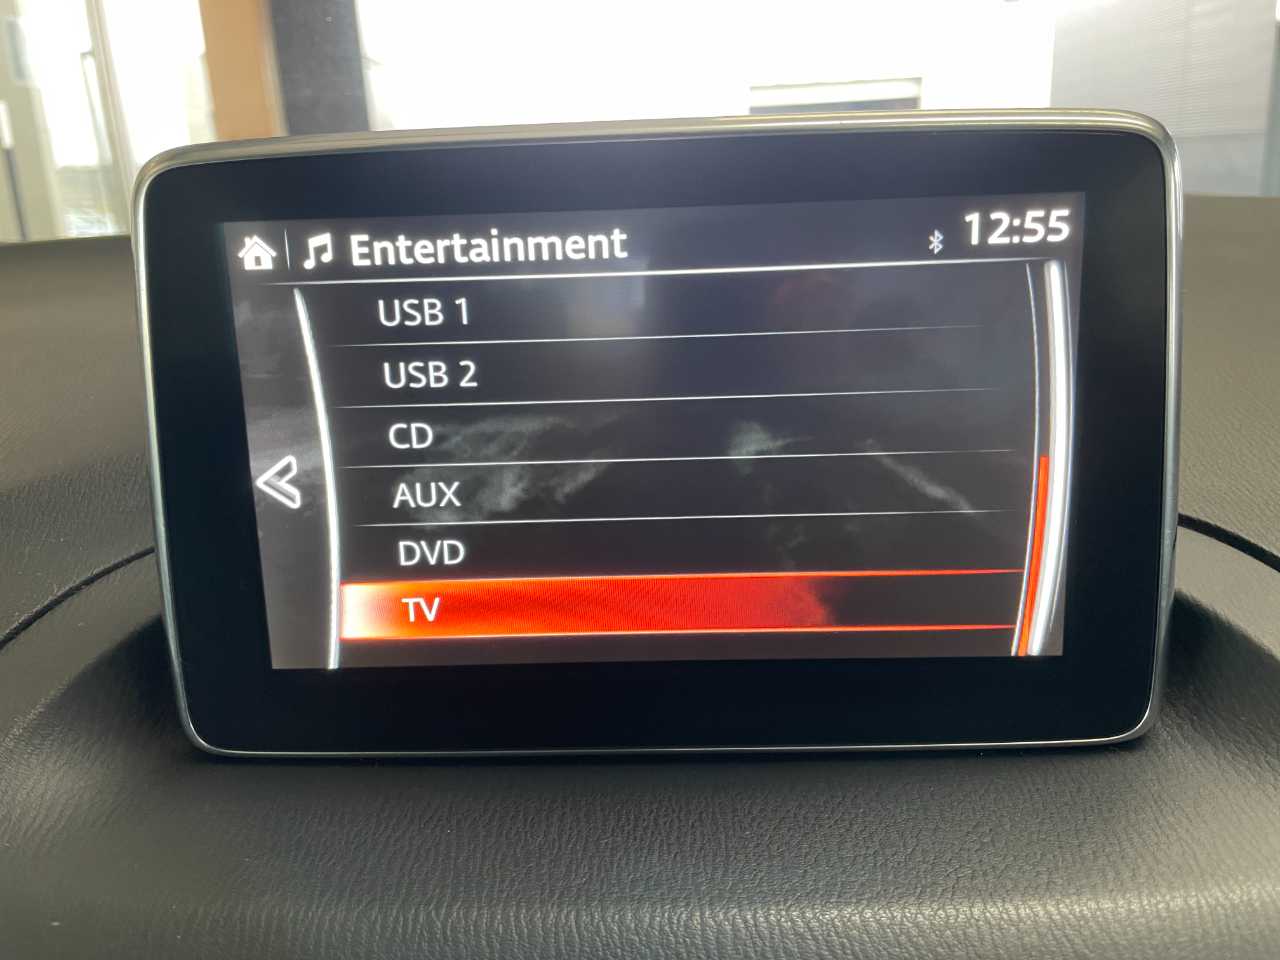 Entertainment 12:55
USB 1
USB 2
CD
AUX
DVD
TV